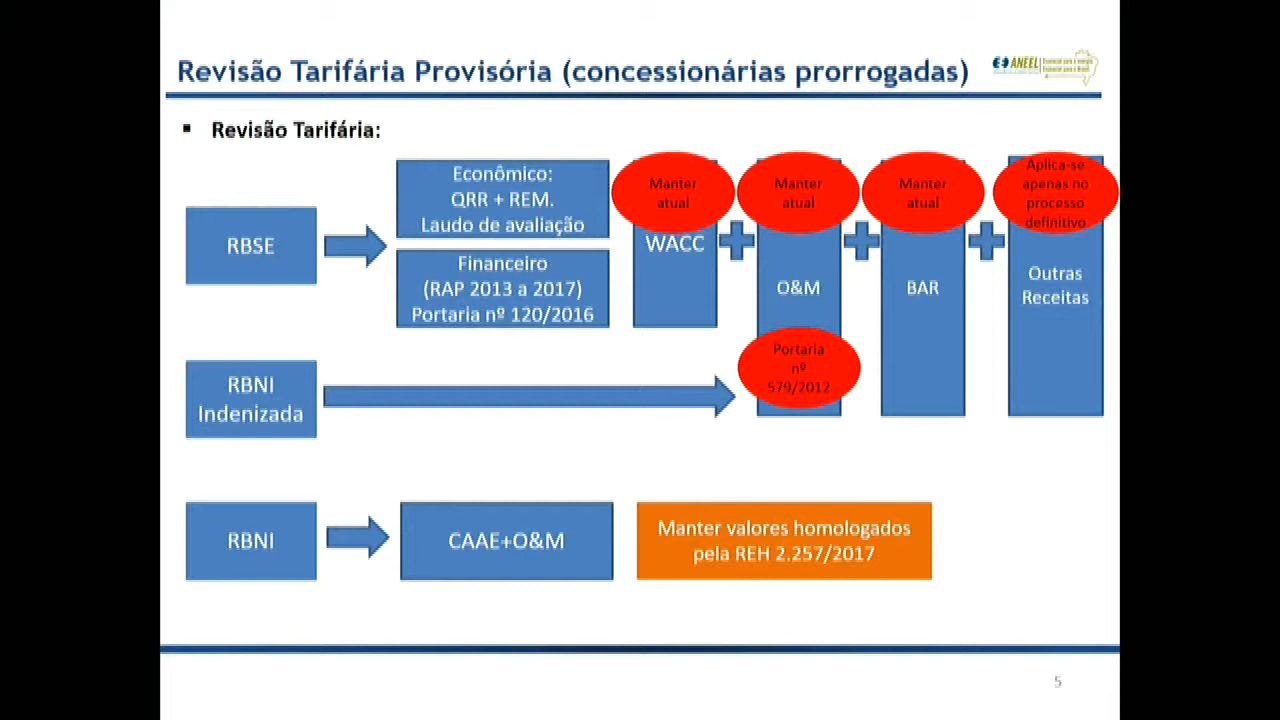 Revisão Tarifária Provisória (concessionárias prorrogadas)
ANEEL
Revisão Tarifária:
RBSE
Econômico:
QRR + REM.
Laudo de avaliação
Financeiro
(RAP 2013 a 2017)
Portaria nº 120/2016
Manter
atual
WACC
Manter
atual
O&M
Manter
atual
BAR
Aplica-se
apenas no
processo
definitivo
Outras
Receitas
RBNI
Indenizada
Portaria
nº
579/2012
RBNI
CAAE+O&M
Manter valores homologados
pela REH 2.257/2017
5